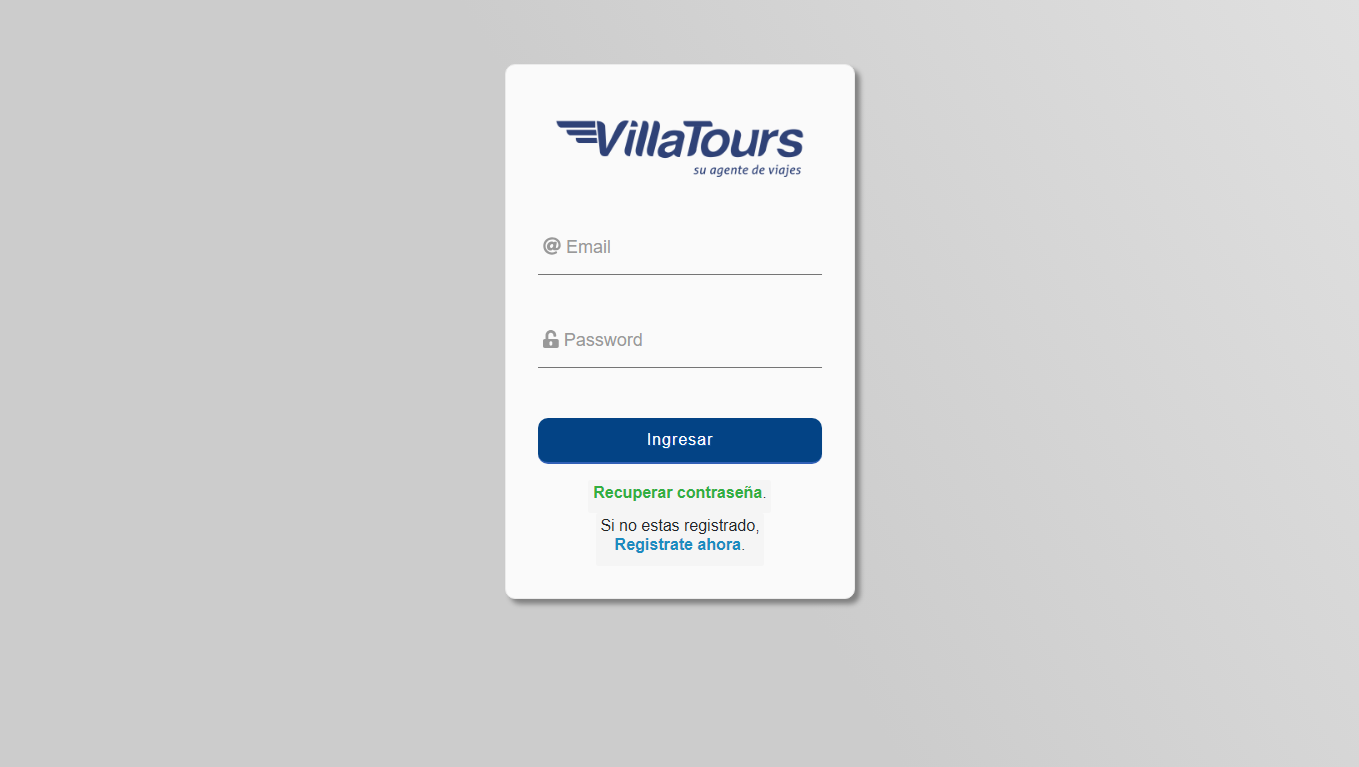 VillaTours
su agente de viajes
@ Email
Password
Ingresar
Recuperar contraseña.
Si no estas registrado,
Registrate ahora.